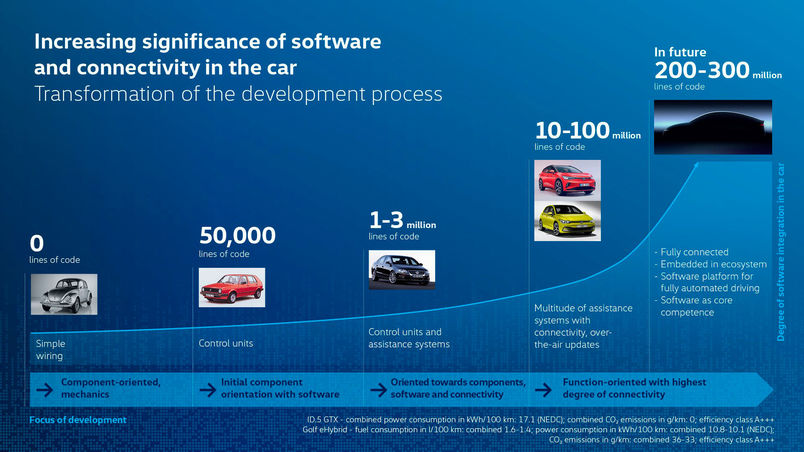 Increasing significance of software
and connectivity in the car
Transformation of the development process
In future
200-300 million
lines of code
10-100 million
lines of code
1-3 million
lines of code
50,000
lines of code
0
lines of code
Simple
wiring
Control units
Control units and
assistance systems
Multitude of assistance
systems with
connectivity, over-
the-air updates
- Fully connected
- Embedded in ecosystem
- Software platform for
fully automated driving
- Software as core
competence
Degree of software integration in the car
Component-oriented,
mechanics
Initial component
orientation with software
Oriented towards components,
software and connectivity
Function-oriented with highest
degree of connectivity
Focus of development
ID.5 GTX - combined power consumption in kWh/100 km: 17.1 (NEDC); combined CO₂ emissions in g/km: 0; efficiency class A+++
Golf eHybrid - fuel consumption in l/100 km: combined 1.6-1.4; power consumption in kWh/100 km: combined 10.8-10.1 (NEDC);
CO₂ emissions in g/km: combined 36-33; efficiency class A+++